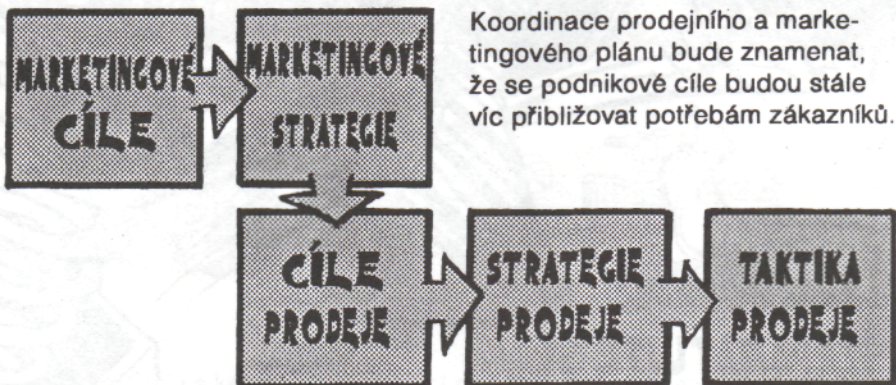 MARKETINGOVÉ
CÍLE
MARKETINGOVÉ
STRATEGIE
Koordinace prodejního a marke-
tingového plánu bude znamenat,
že se podnikové cíle budou stále
víc přibližovat potřebám zákazníků.
CÍLE
PRODEJE
STRATEGIE
PRODEJE
TAKTIKA
PRODEJE